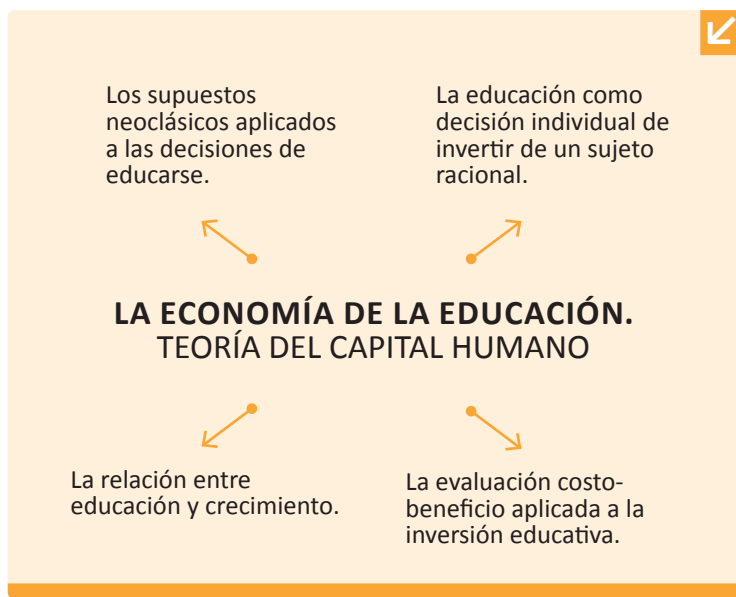 Los supuestos
neoclásicos aplicados
a las decisiones de
educarse.
La educación como
decisión individual de
invertir de un sujeto
racional.
LA ECONOMÍA DE LA EDUCACIÓN.
TEORÍA DEL CAPITAL HUMANO
La relación entre
educación y crecimiento.
La evaluación costo-
beneficio aplicada a la
inversión educativa.